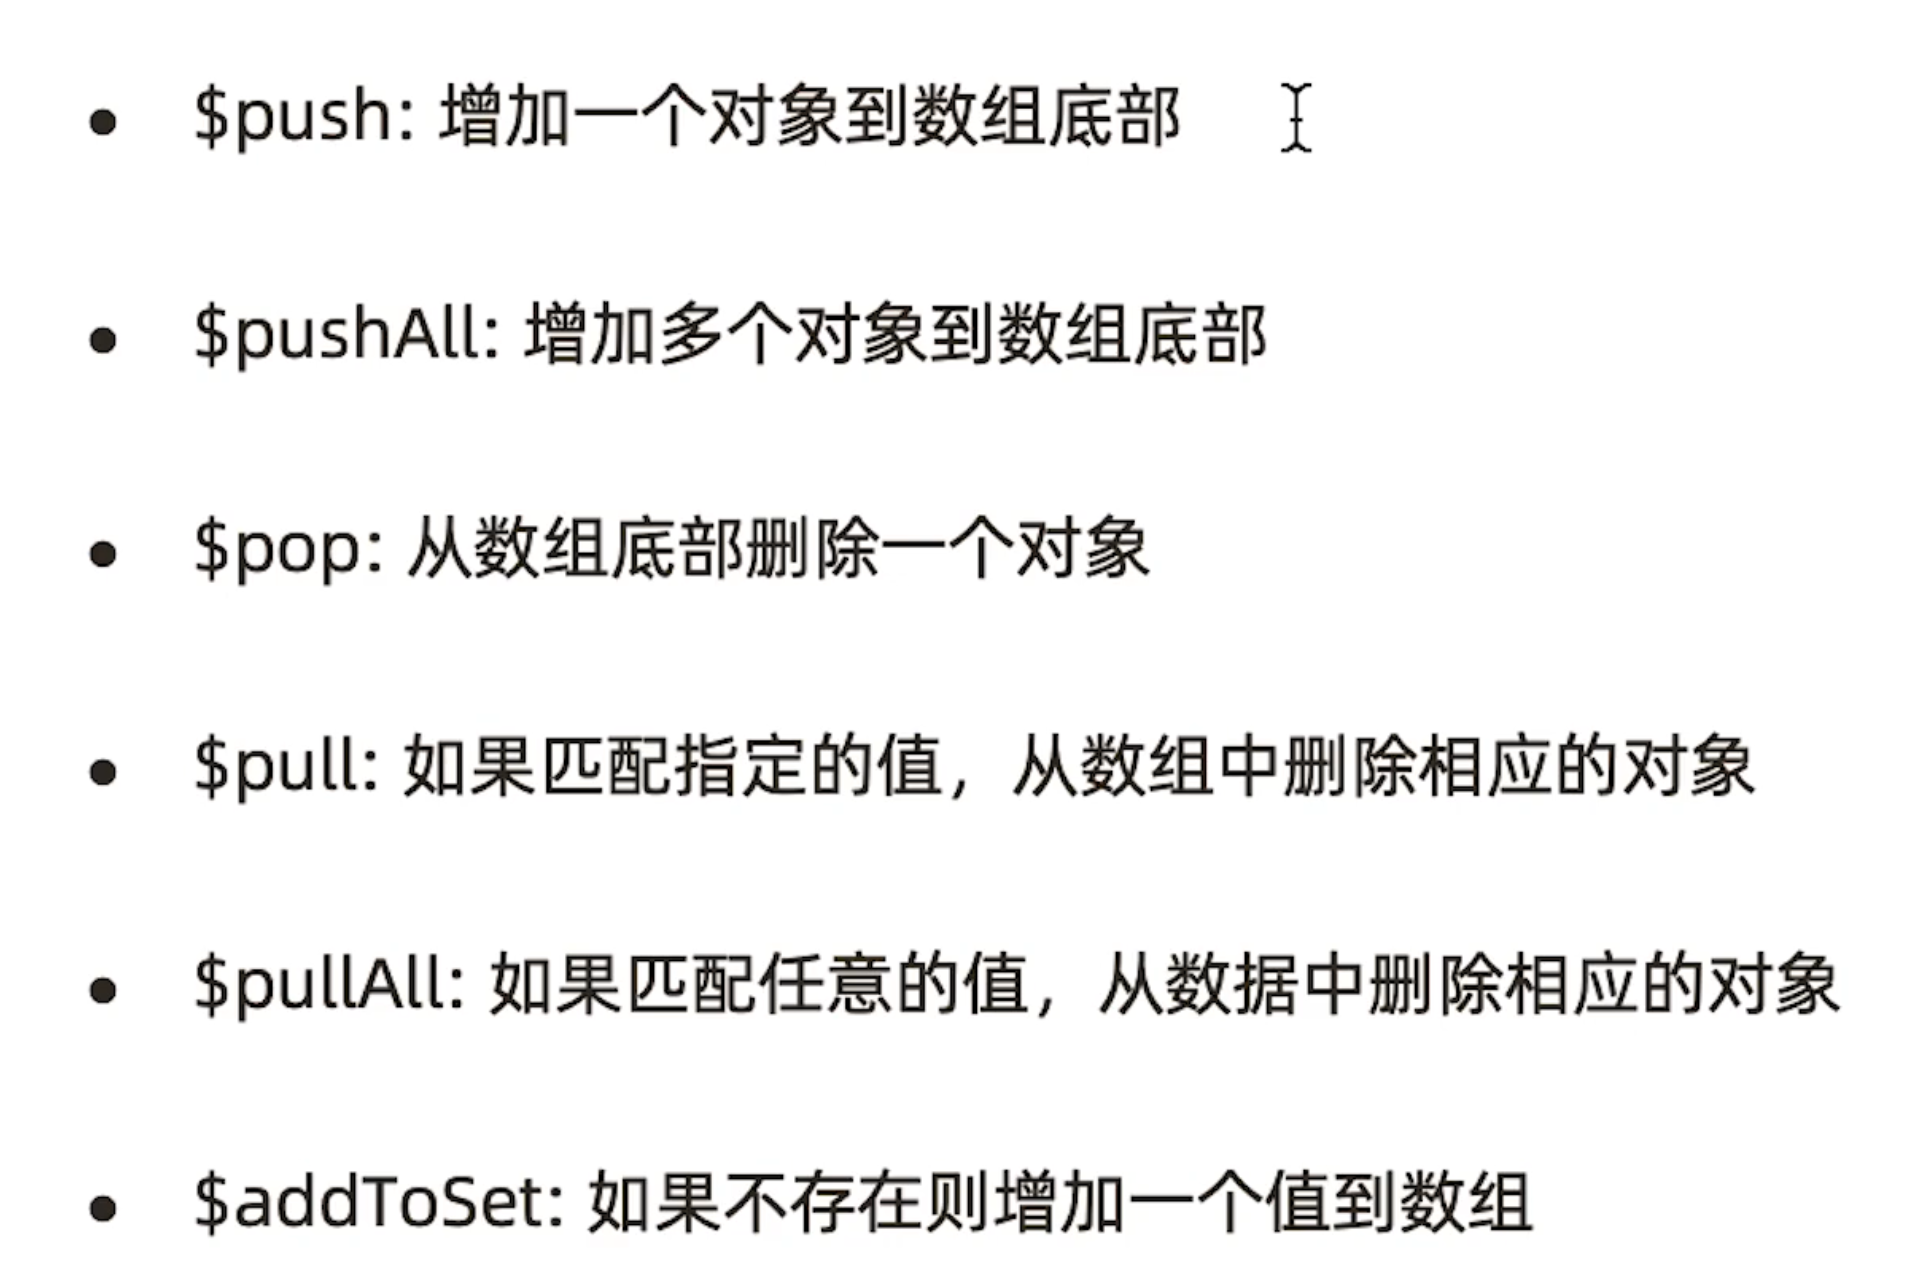 • $push: 增加一个对象到数组底部
• $pushAll: 增加多个对象到数组底部
• $pop: 从数组底部删除一个对象
• $pull: 如果匹配指定的值，从数组中删除相应的对象
• $pullAll: 如果匹配任意的值，从数据中删除相应的对象
• $addToSet: 如果不存在则增加一个值到数组